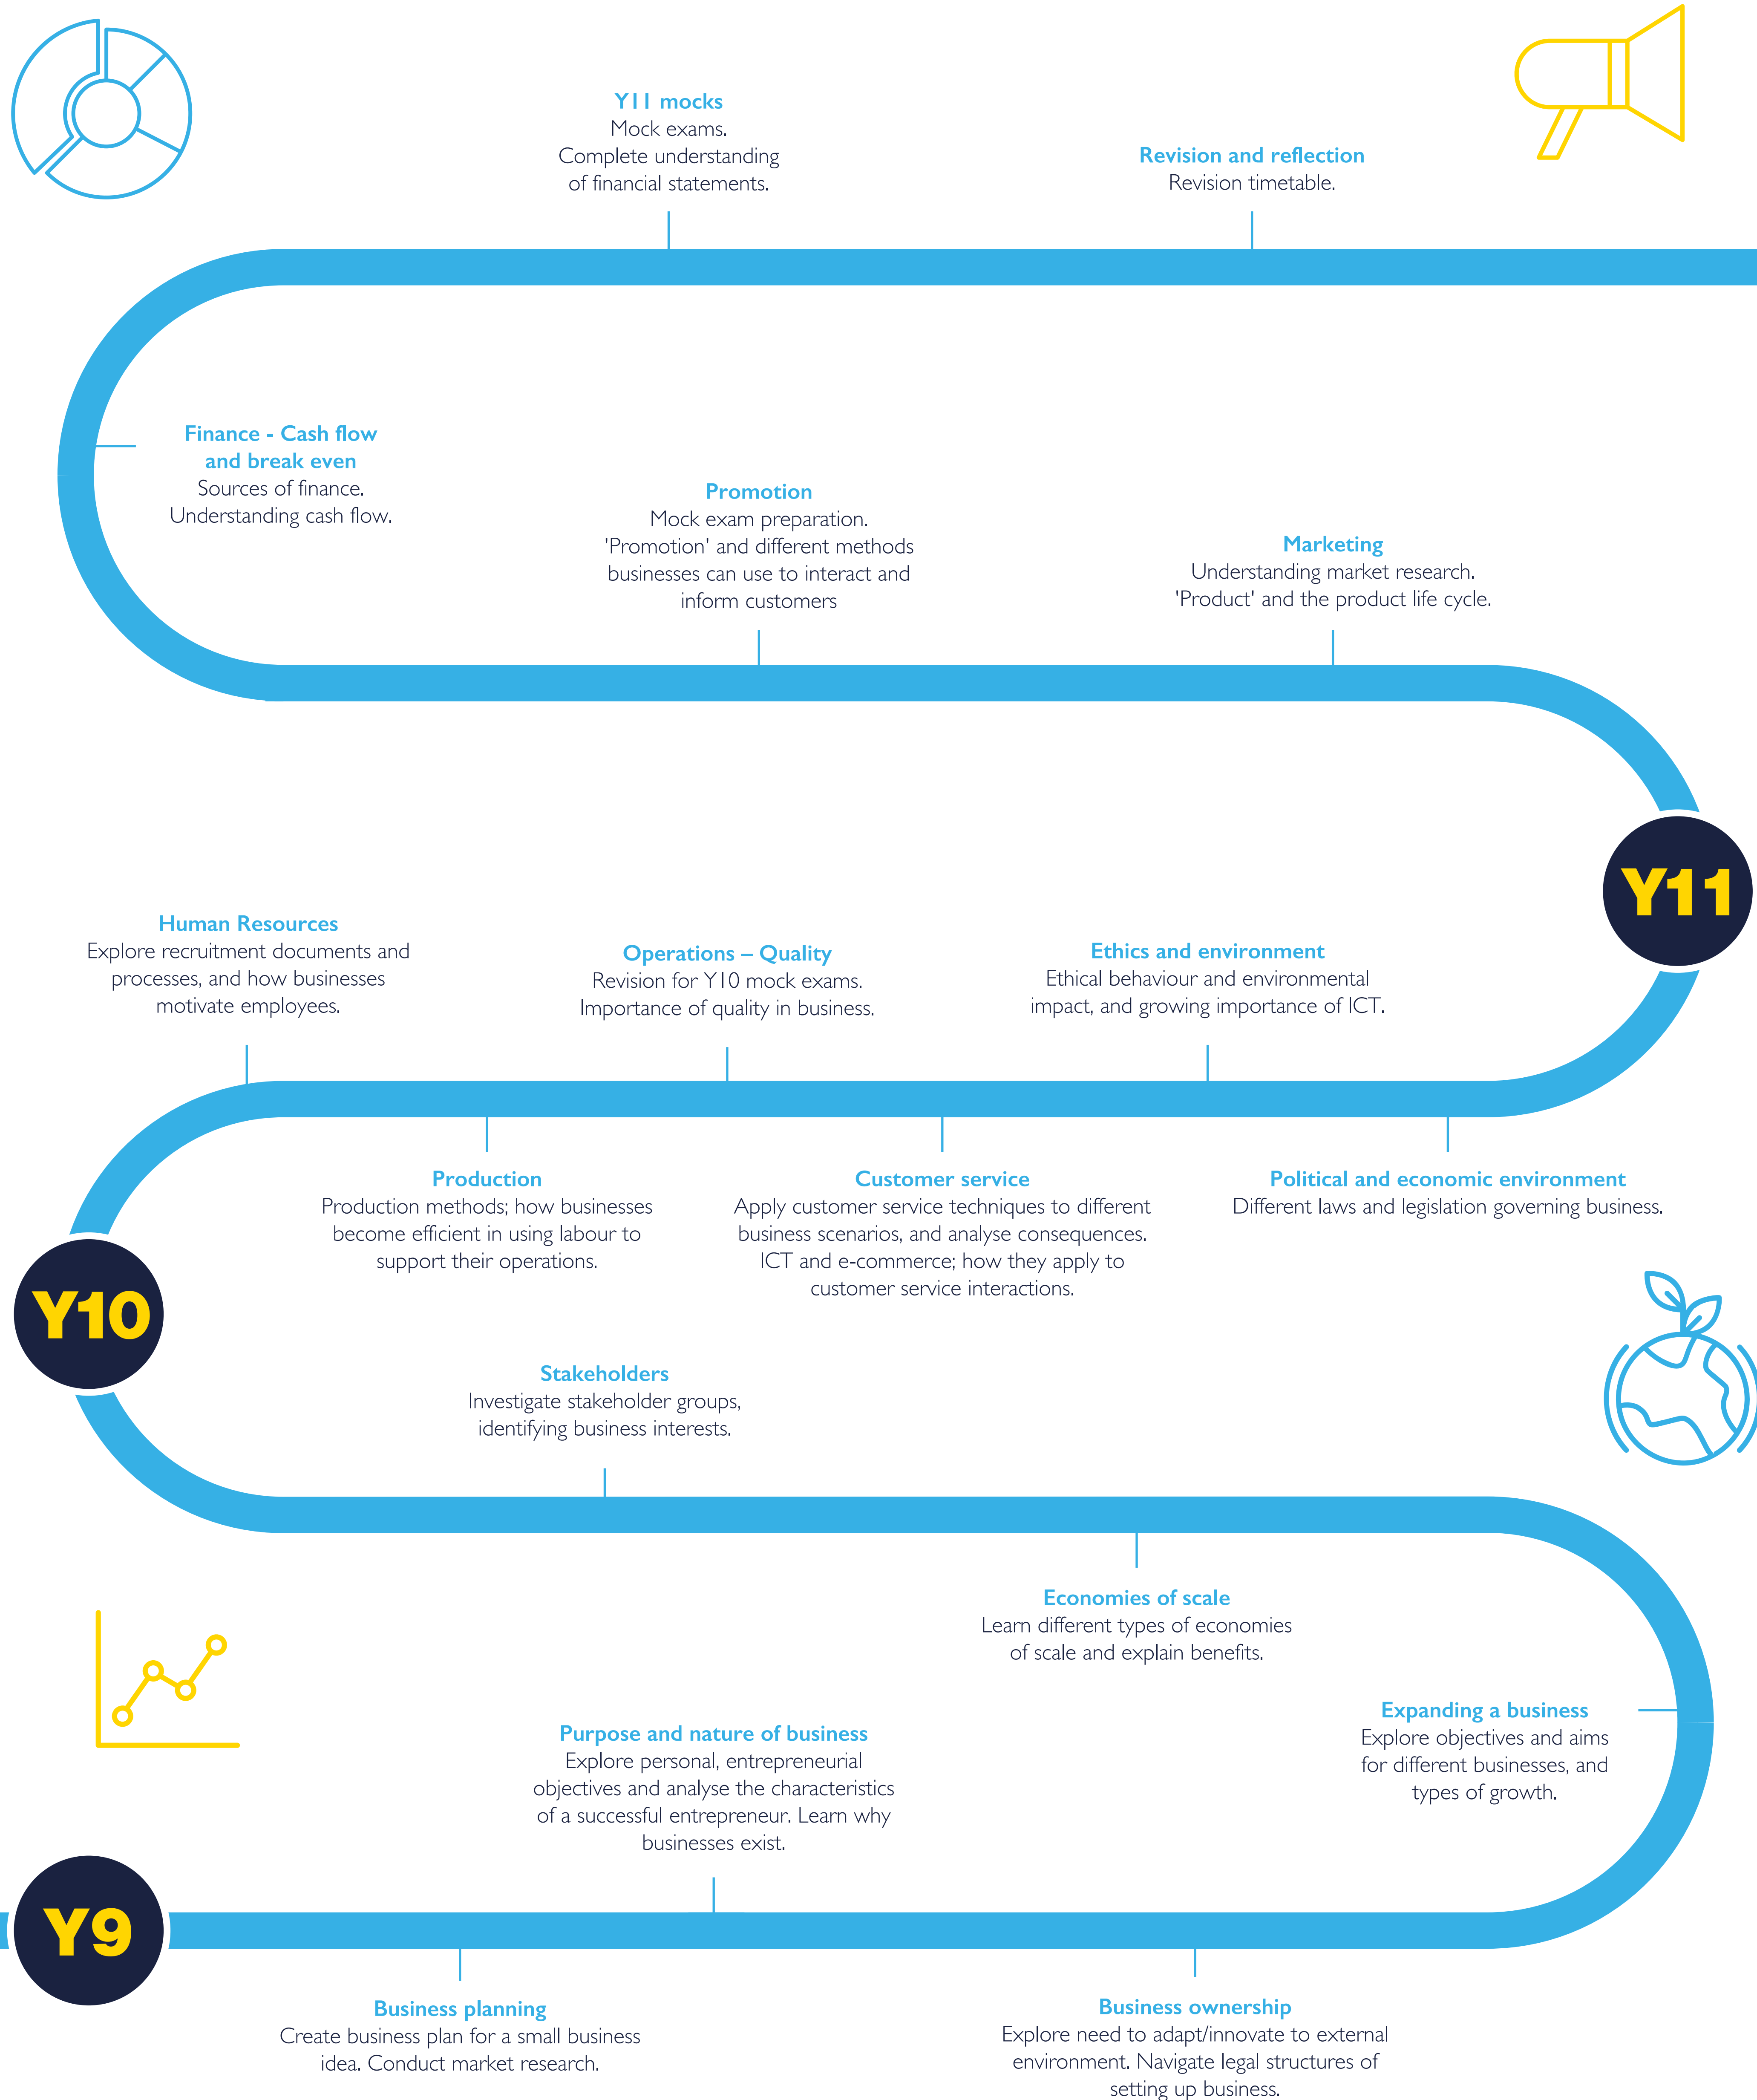 Y11 mocks
Mock exams.
Complete understanding
of financial statements.
Revision and reflection
Revision timetable.
Finance - Cash flow
and break even
Sources of finance.
Understanding cash flow.
Promotion
Mock exam preparation.
'Promotion' and different methods
businesses can use to interact and
inform customers
Marketing
Understanding market research.
'Product' and the product life cycle.
Y11
Human Resources
Explore recruitment documents and
processes, and how businesses
motivate employees.
Operations – Quality
Revision for Y10 mock exams.
Importance of quality in business.
Ethics and environment
Ethical behaviour and environmental
impact, and growing importance of ICT.
Production
Production methods; how businesses
become efficient in using labour to
support their operations.
Customer service
Apply customer service techniques to different
business scenarios, and analyse consequences.
ICT and e-commerce; how they apply to
customer service interactions.
Political and economic environment
Different laws and legislation governing business.
Y10
Stakeholders
Investigate stakeholder groups,
identifying business interests.
Economies of scale
Learn different types of economies
of scale and explain benefits.
Expanding a business
Explore objectives and aims
for different businesses, and
types of growth.
Purpose and nature of business
Explore personal, entrepreneurial
objectives and analyse the characteristics
of a successful entrepreneur. Learn why
businesses exist.
Y9
Business planning
Create business plan for a small business
idea. Conduct market research.
Business ownership
Explore need to adapt/innovate to external
environment. Navigate legal structures of
setting up business.